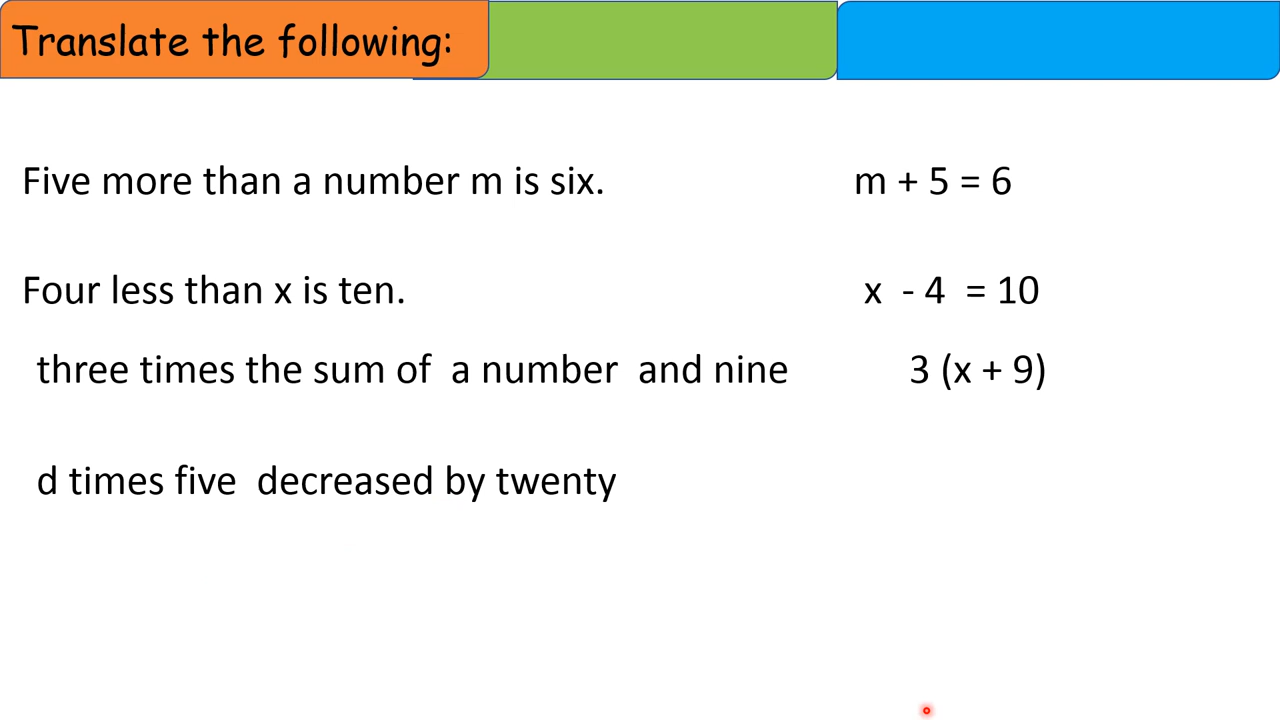 Translate the following:
Five more than a number m is six. m + 5 = 6
Four less than x is ten. x - 4 = 10
three times the sum of a number and nine 3 (x + 9)
d times five decreased by twenty